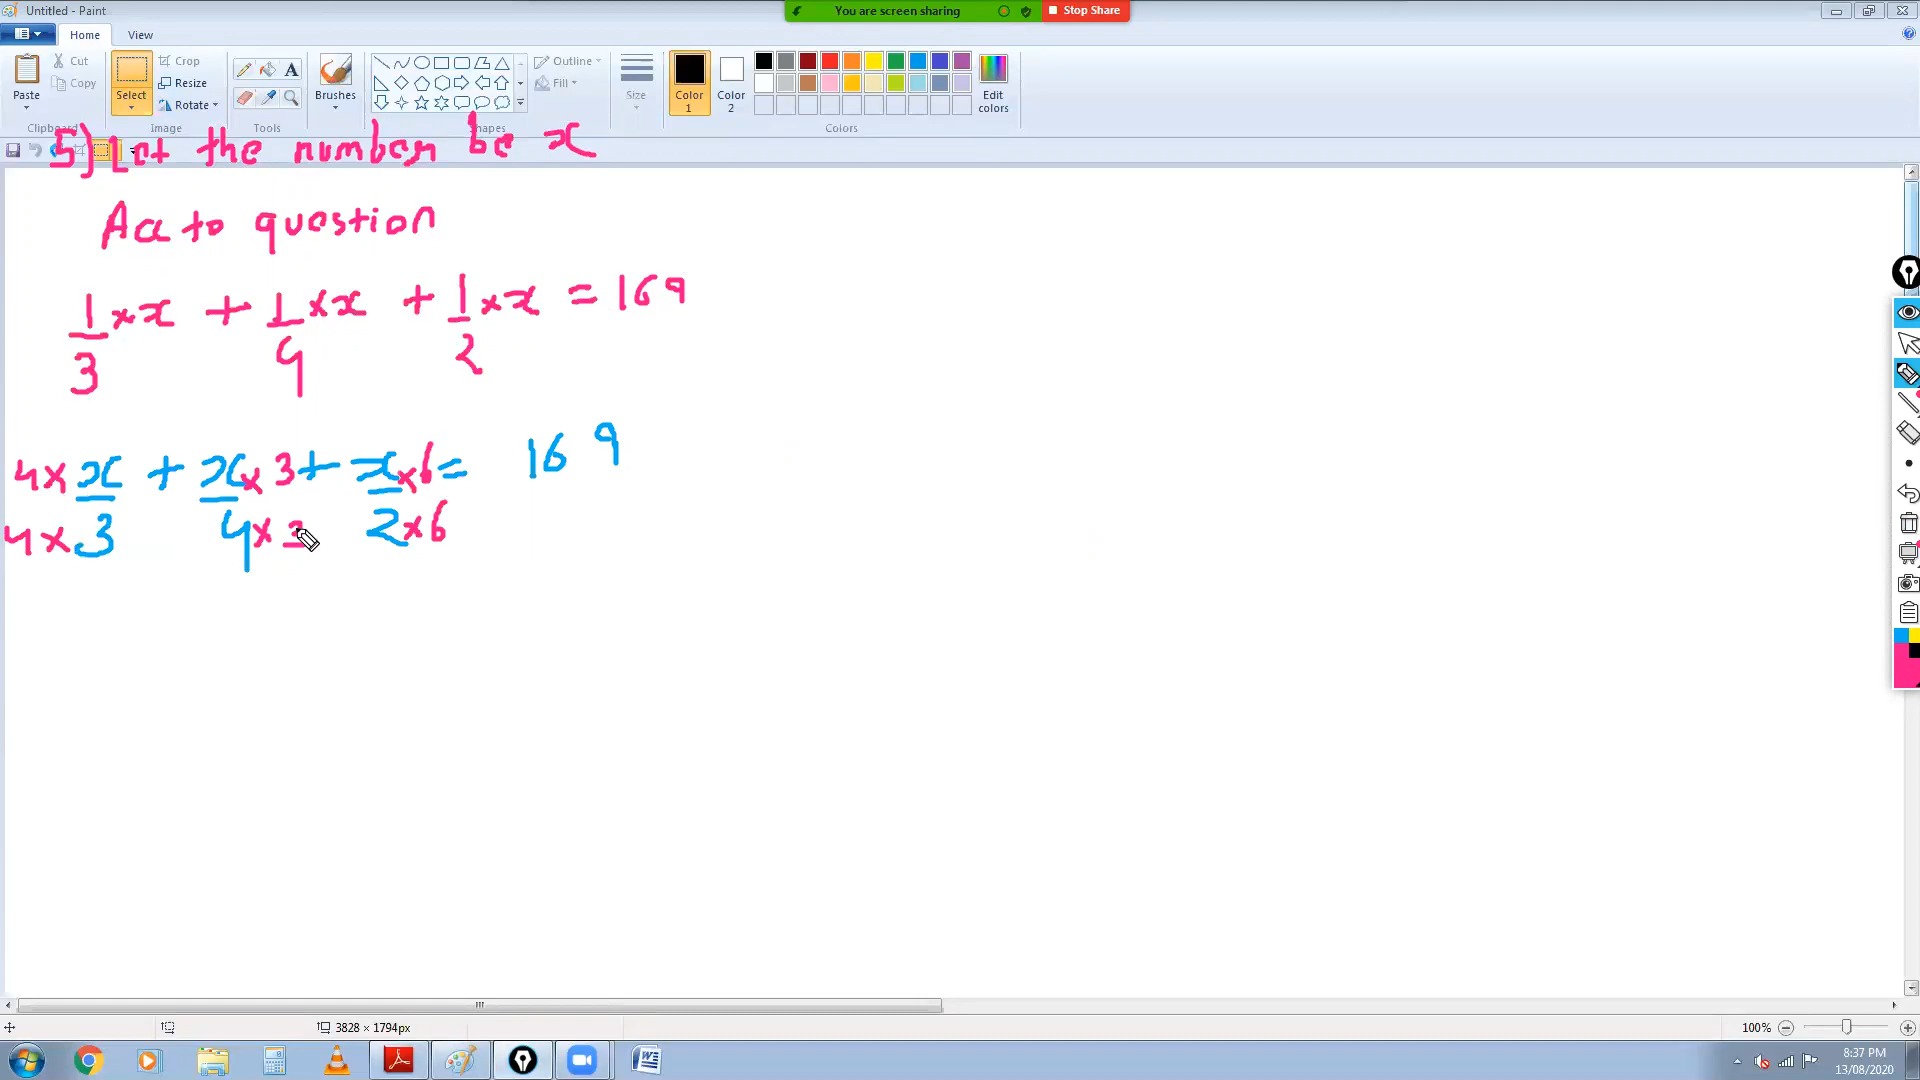 Untitled - Paint
You are screen sharing
Stop Share
Home
View
Paste
Cut
Copy
Select
Crop
Resize
Rotate
Brushes
Outline
Fill
Size
Color 1
Color 2
Edit colors
Image
Tools
Colors
5) Let the number be x
Acc to question
1/3 × x + 1/4 × x + 1/2 × x = 169
4 × x / 4 × 3 + x × 3 / 4 × 3 + x × 6 / 2 × 6 = 169
3828 × 1794px
100%
8:37 PM
13/08/2020